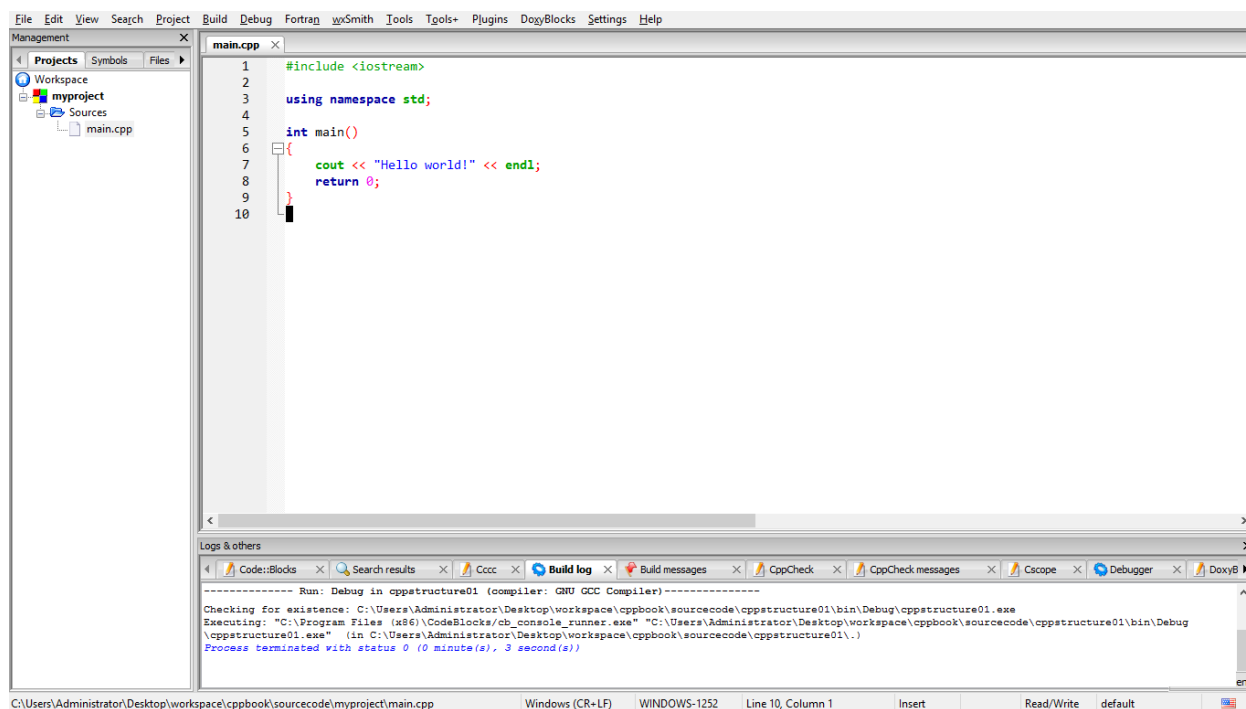 File Edit View Search Project Build Debug Fortran wxSmith Tools Tools+ Plugins DoxyBlocks Settings Help
Management
Projects Symbols Files
Workspace
myproject
Sources
main.cpp
main.cpp
1 #include <iostream>
2
3 using namespace std;
4
5 int main()
6 {
7 cout << "Hello world!" << endl;
8 return 0;
9 }
10
Logs & others
Code::Blocks Search results Cccc Build log Build messages CppCheck CppCheck messages Cscope Debugger DoxyB
-------------- Run: Debug in cppstructure01 (compiler: GNU GCC Compiler)---------------
Checking for existence: C:\Users\Administrator\Desktop\workspace\cppbook\sourcecode\cppstructure01\bin\Debug\cppstructure01.exe
Executing: "C:\Program Files (x86)\CodeBlocks/cb_console_runner.exe" "C:\Users\Administrator\Desktop\workspace\cppbook\sourcecode\cppstructure01\bin\Debug
\cppstructure01.exe" (in C:\Users\Administrator\Desktop\workspace\cppbook\sourcecode\cppstructure01\.)
Process terminated with status 0 (0 minute(s), 3 second(s))
C:\Users\Administrator\Desktop\workspace\cppbook\sourcecode\myproject\main.cpp Windows (CR+LF) WINDOWS-1252 Line 10, Column 1 Insert Read/Write default